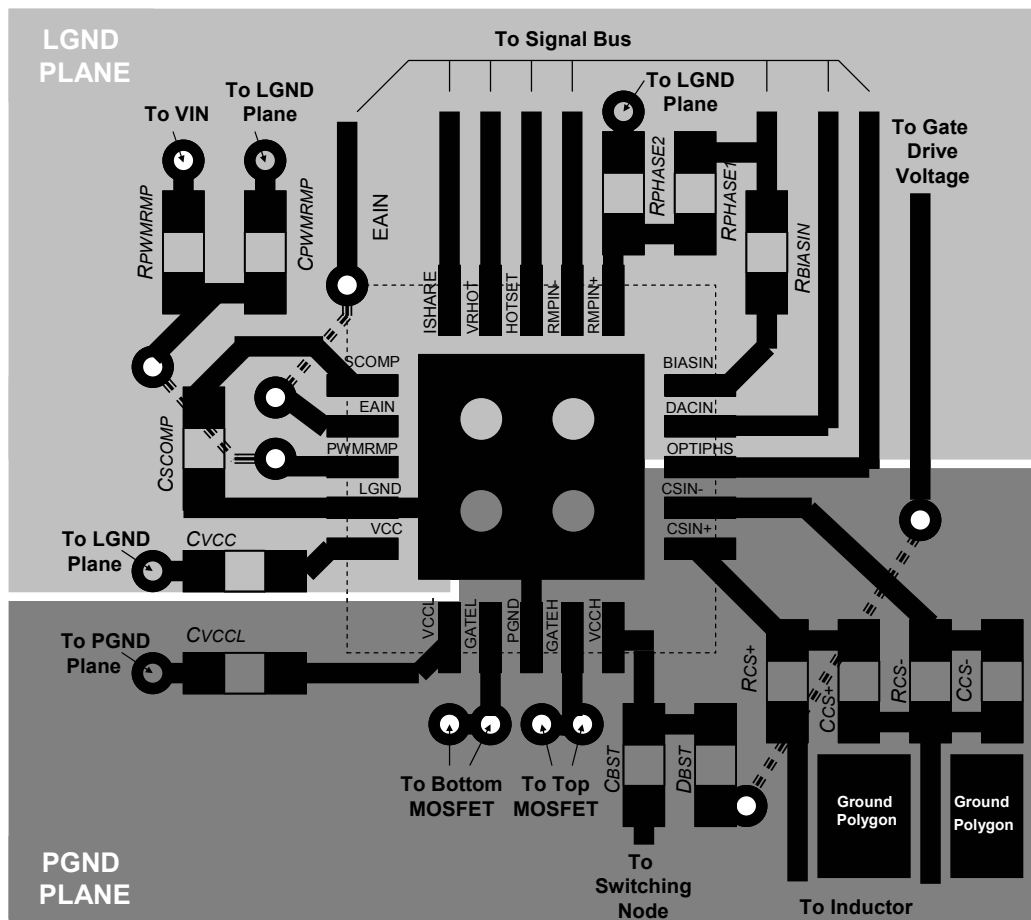 LGND
PLANE
To Signal Bus
To VIN
To LGND
Plane
To LGND
Plane
To Gate
Drive
Voltage
RPWMRMP
CPWMRMP
EAIN
RPHASE2
RPHASE1
RBIASIN
ISHARE
VRHOT
HOTSET
RMPIN-
RMPIN+
SCOMP
EAIN
PWMRMP
LGND
VCC
BIASIN
DACIN
OPTIPHS
CSIN-
CSIN+
CSCOMP
To LGND
Plane
CVCC
To PGND
Plane
CVCCL
VCCL
GATEL
PGND
GATEH
VCCH
RCS+
CCS+
RCS-
CCS-
To Bottom
MOSFET
To Top
MOSFET
CBST
DBST
Ground
Polygon
Ground
Polygon
PGND
PLANE
To
Switching
Node
To Inductor